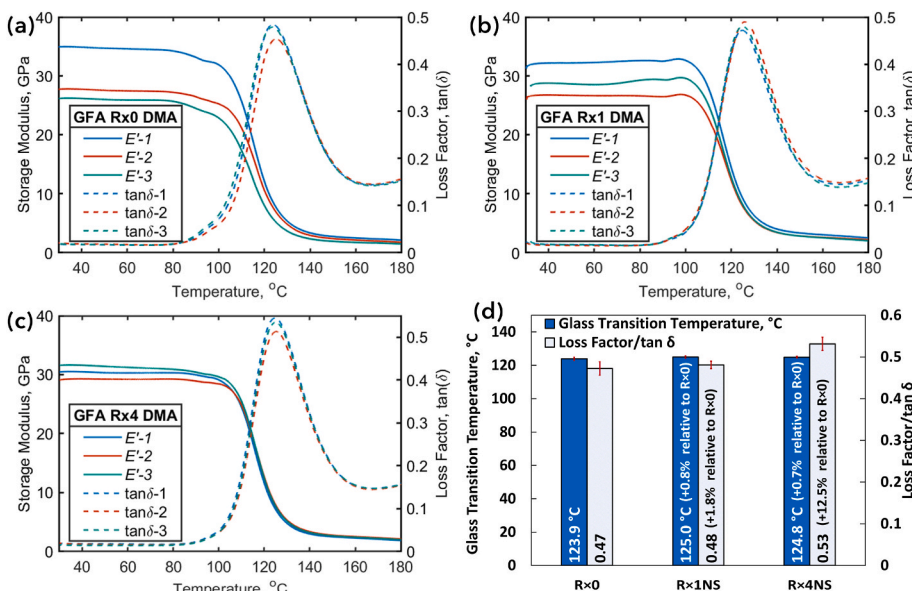 (a)
Storage Modulus, GPa
40
30
20
10
0
GFA Rx0 DMA
E'-1
E'-2
E'-3
tanδ-1
tanδ-2
tanδ-3
40 60 80 100 120 140 160 180
Temperature, °C
0.5
0.4
0.3
0.2
0.1
0
Loss Factor, tan(δ)
(b)
Storage Modulus, GPa
40
30
20
10
0
GFA Rx1 DMA
E'-1
E'-2
E'-3
tanδ-1
tanδ-2
tanδ-3
40 60 80 100 120 140 160 180
Temperature, °C
0.5
0.4
0.3
0.2
0.1
0
Loss Factor, tan(δ)
(c)
Storage Modulus, GPa
40
30
20
10
0
GFA Rx4 DMA
E'-1
E'-2
E'-3
tanδ-1
tanδ-2
tanδ-3
40 60 80 100 120 140 160 180
Temperature, °C
0.5
0.4
0.3
0.2
0.1
0
Loss Factor, tan(δ)
(d)
Glass Transition Temperature, °C
Loss Factor/tan δ
Glass Transition Temperature, °C
140
120
100
80
60
40
20
0
123.9 °C
0.47
125.0 °C (+0.8% relative to R×0)
0.48 (+1.8% relative to R×0)
124.8 °C (+0.7% relative to R×0)
0.53 (+12.5% relative to R×0)
R×0 R×1NS R×4NS
0.6
0.5
0.4
0.3
0.2
0.1
0
Loss Factor/tan δ